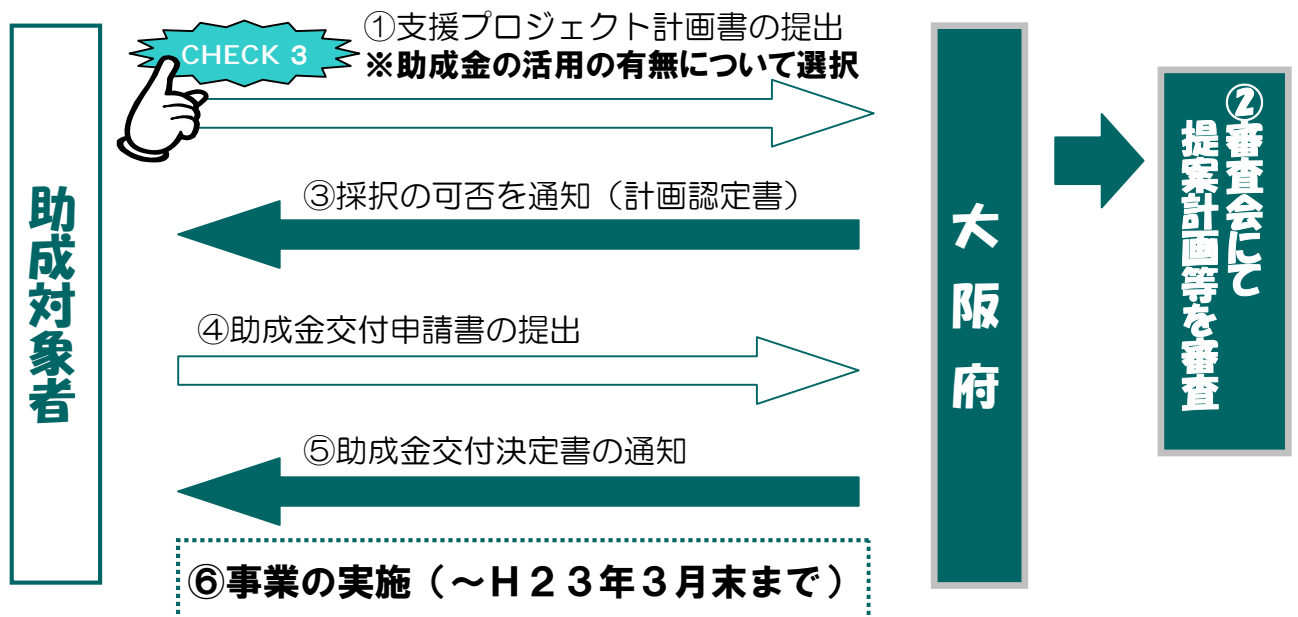 CHECK 3
①支援プロジェクト計画書の提出
※助成金の活用の有無について選択
②審査会にて
提案計画等を審査
③採択の可否を通知（計画認定書）
助成対象者
大阪府
④助成金交付申請書の提出
⑤助成金交付決定書の通知
⑥事業の実施（～Ｈ２３年３月末まで）